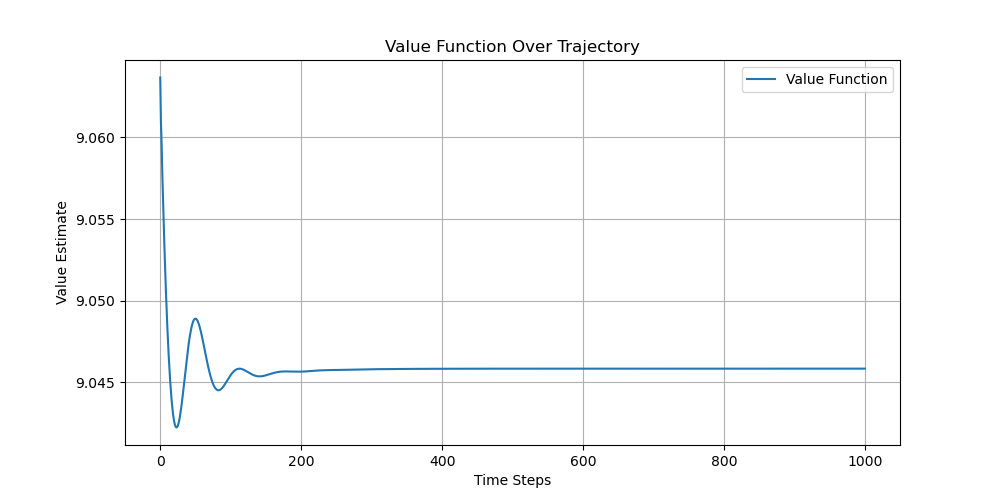 Value Function Over Trajectory
Value Function
Value Estimate
9.060
9.055
9.050
9.045
0 200 400 600 800 1000
Time Steps